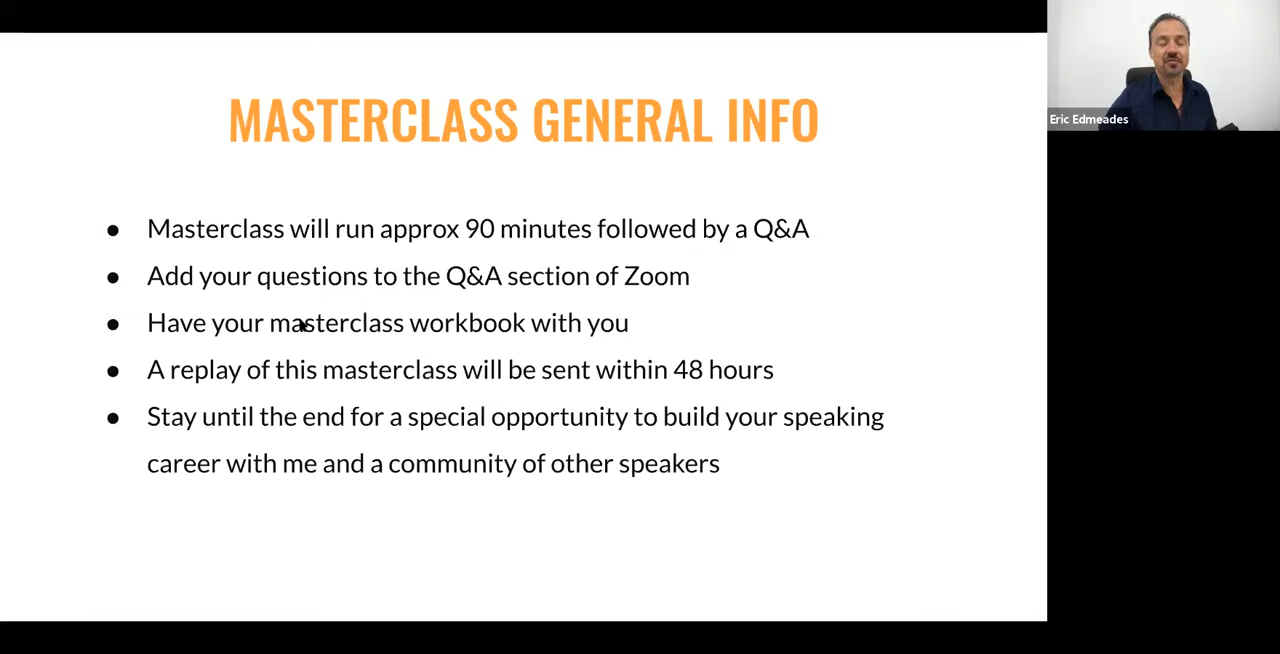 MASTERCLASS GENERAL INFO
● Masterclass will run approx 90 minutes followed by a Q&A
● Add your questions to the Q&A section of Zoom
● Have your masterclass workbook with you
● A replay of this masterclass will be sent within 48 hours
● Stay until the end for a special opportunity to build your speaking
career with me and a community of other speakers
Eric Edmeades